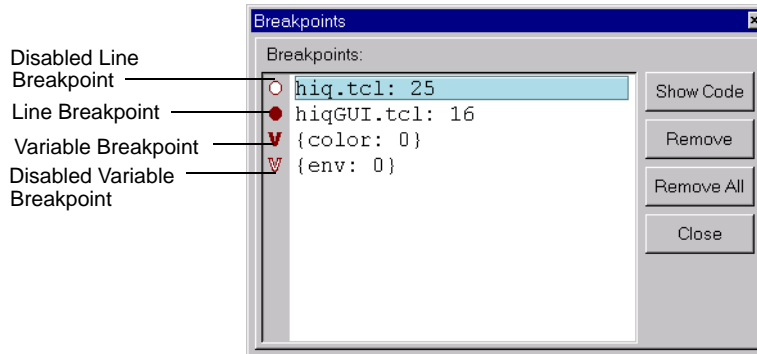 Breakpoints
Breakpoints:
Disabled Line
Breakpoint
Line Breakpoint
Variable Breakpoint
Disabled Variable
Breakpoint
hiq.tcl: 25
hiqGUI.tcl: 16
V {color: 0}
V {env: 0}
Show Code
Remove
Remove All
Close